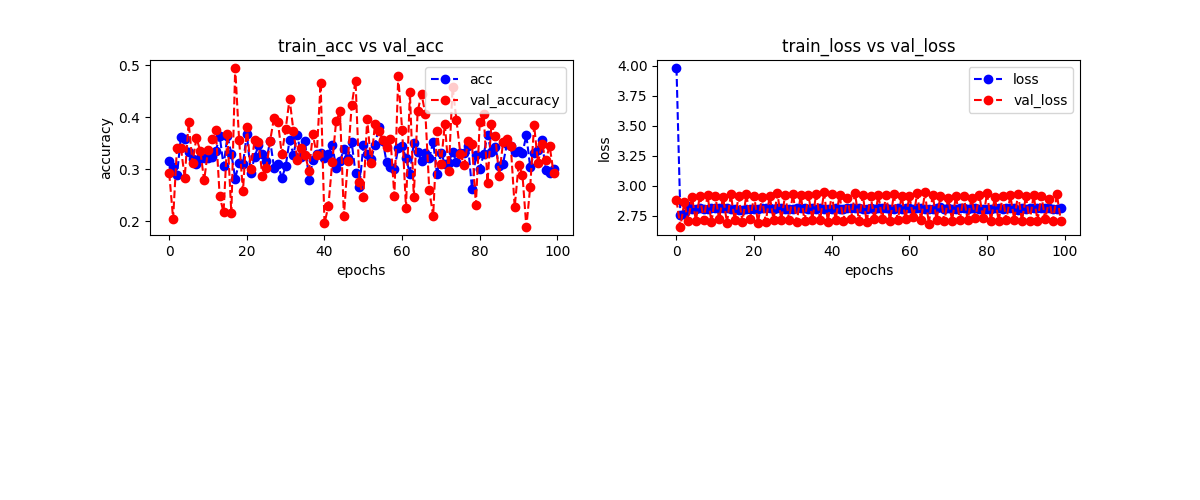 train_acc vs val_acc
accuracy
0.5
0.4
0.3
0.2
acc
val_accuracy
0
20
40
60
80
100
epochs
train_loss vs val_loss
loss
4.00
3.75
3.50
3.25
3.00
2.75
loss
val_loss
0
20
40
60
80
100
epochs